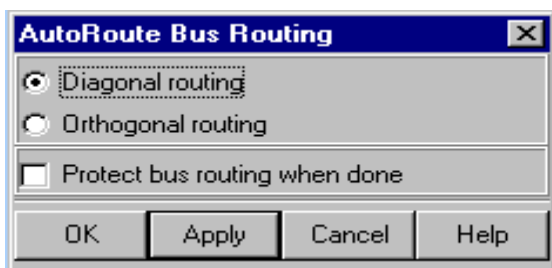 AutoRoute Bus Routing
Diagonal routing
Orthogonal routing
Protect bus routing when done
OK Apply Cancel Help